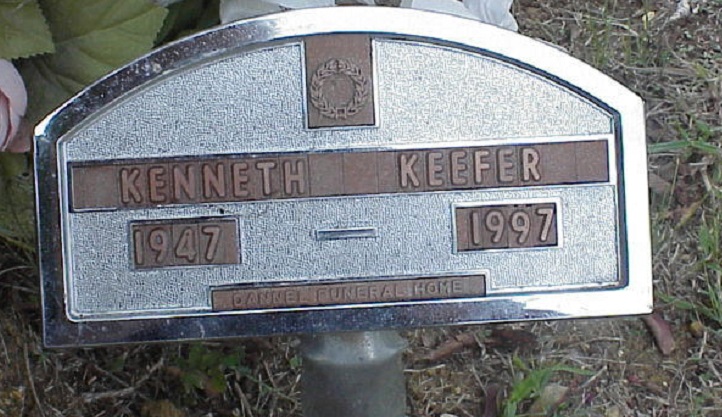 KENNETH KEEFER
1947 - 1997
DANNEL FUNERAL HOME